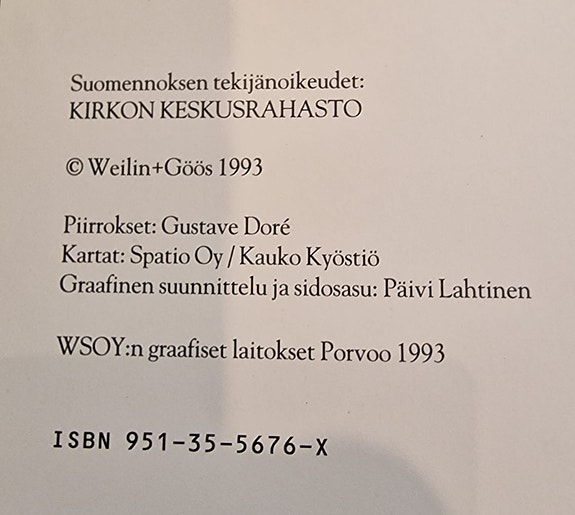 Suomennoksen tekijänoikeudet:
KIRKON KESKUSRAHASTO
© Weilin+Göös 1993
Piirrokset: Gustave Doré
Kartat: Spatio Oy / Kauko Kyöstiö
Graafinen suunnittelu ja sidosasu: Päivi Lahtinen
WSOY:n graafiset laitokset Porvoo 1993
ISBN 951-35-5676-X